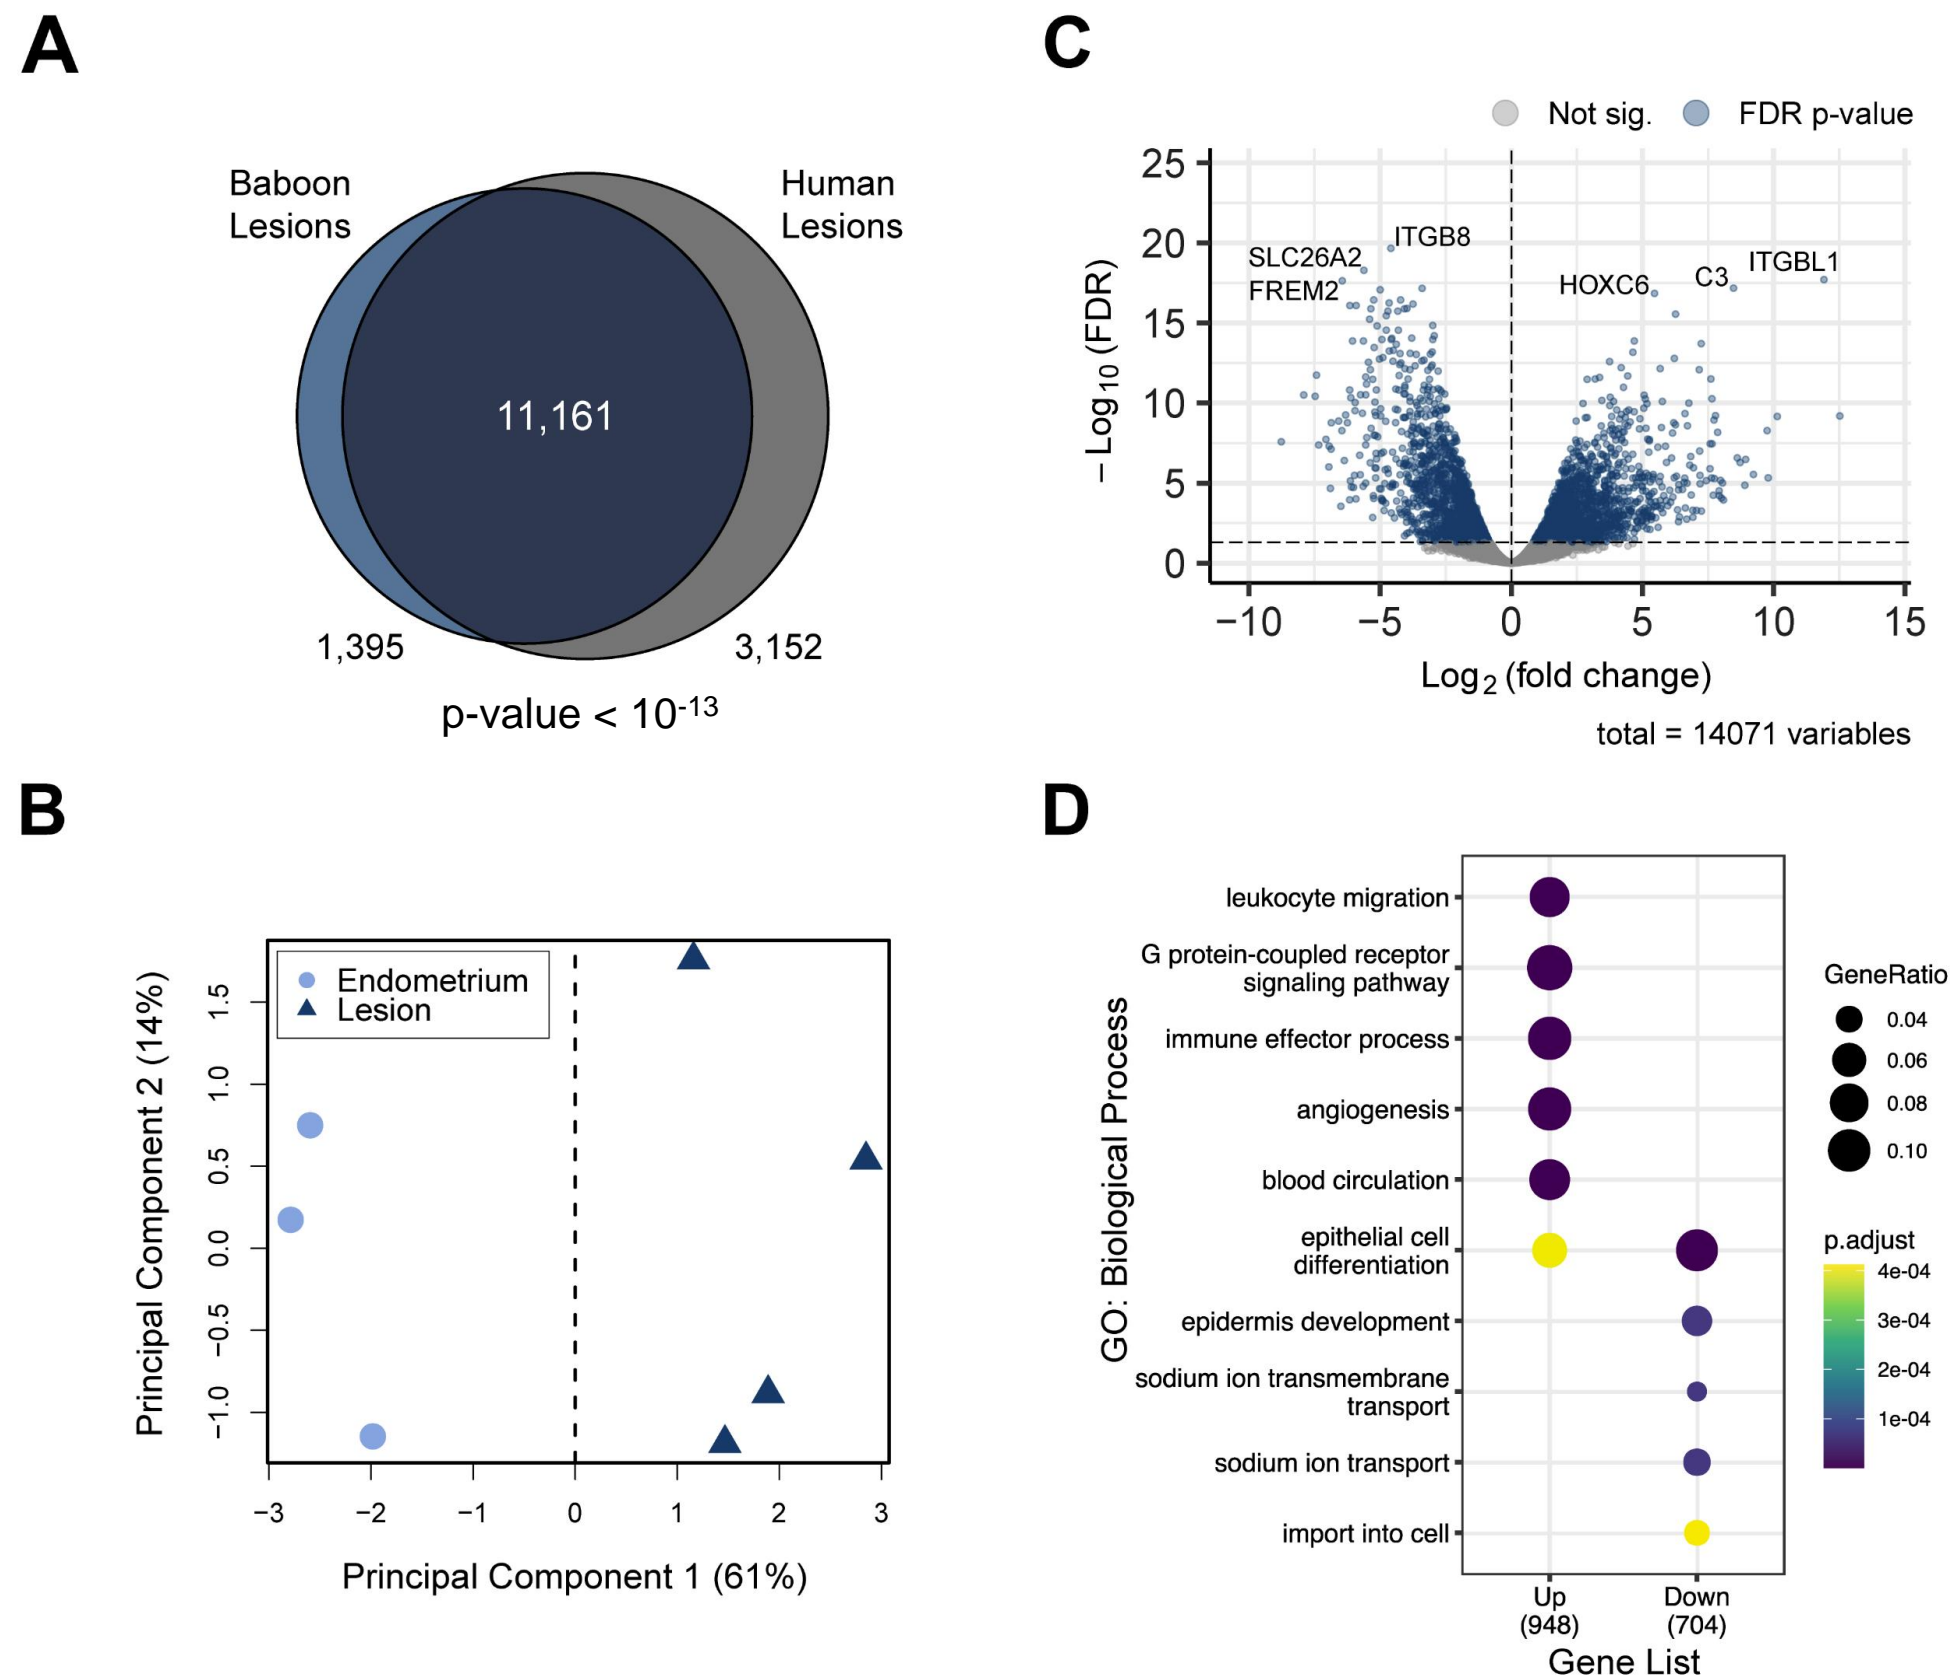 A
Baboon
Lesions
Human
Lesions
11,161
1,395
3,152
p-value < 10-13
B
Endometrium
Lesion
Principal Component 2 (14%)
1.5
1.0
0.5
0.0
−0.5
−1.0
−3 −2 −1 0 1 2 3
Principal Component 1 (61%)
C
Not sig. FDR p-value
−Log10 (FDR)
25
20
15
10
5
0
ITGB8
SLC26A2
FREM2
HOXC6
C3
ITGBL1
−10 −5 0 5 10 15
Log2 (fold change)
total = 14071 variables
D
GO: Biological Process
leukocyte migration
G protein-coupled receptor
signaling pathway
immune effector process
angiogenesis
blood circulation
epithelial cell
differentiation
epidermis development
sodium ion transmembrane
transport
sodium ion transport
import into cell
Up Down
(948) (704)
Gene List
GeneRatio
0.04
0.06
0.08
0.10
p.adjust
4e-04
3e-04
2e-04
1e-04